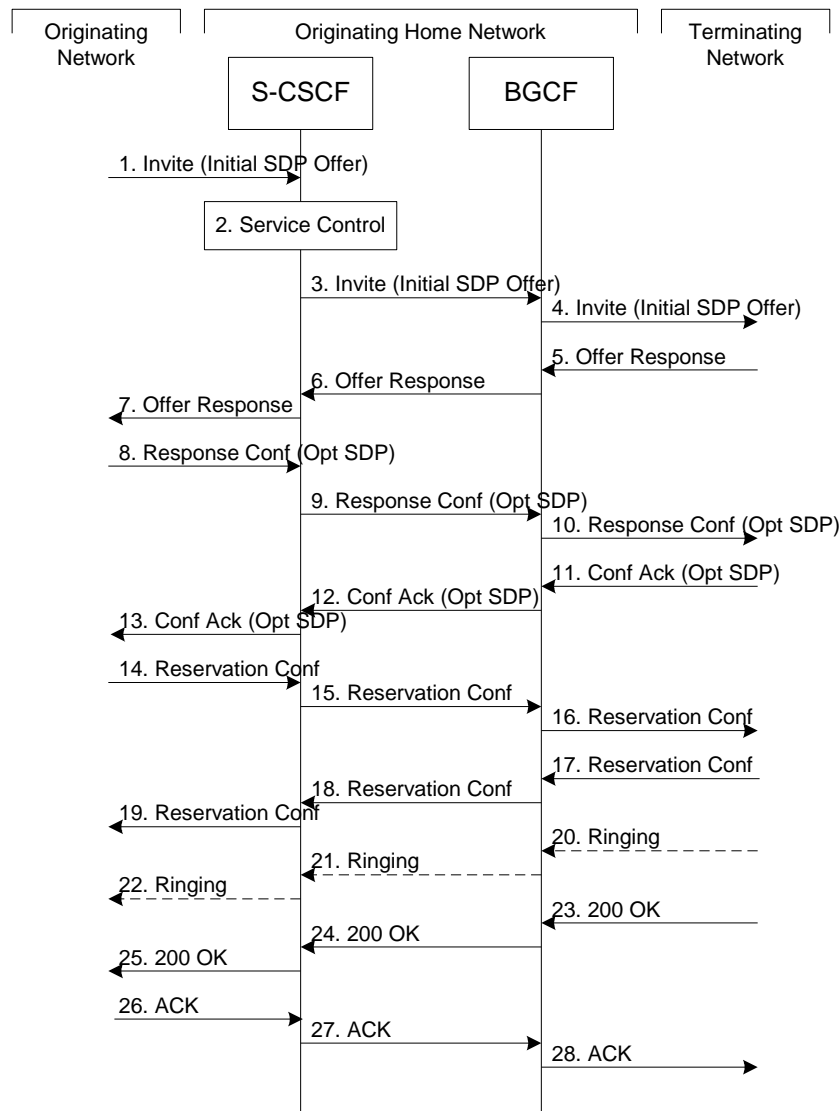 Originating
Network
Originating Home Network
Terminating
Network
S-CSCF
BGCF
1. Invite (Initial SDP Offer)
2. Service Control
3. Invite (Initial SDP Offer)
4. Invite (Initial SDP Offer)
5. Offer Response
6. Offer Response
7. Offer Response
8. Response Conf (Opt SDP)
9. Response Conf (Opt SDP)
10. Response Conf (Opt SDP)
11. Conf Ack (Opt SDP)
12. Conf Ack (Opt SDP)
13. Conf Ack (Opt SDP)
14. Reservation Conf
15. Reservation Conf
16. Reservation Conf
17. Reservation Conf
18. Reservation Conf
19. Reservation Conf
20. Ringing
21. Ringing
22. Ringing
23. 200 OK
24. 200 OK
25. 200 OK
26. ACK
27. ACK
28. ACK